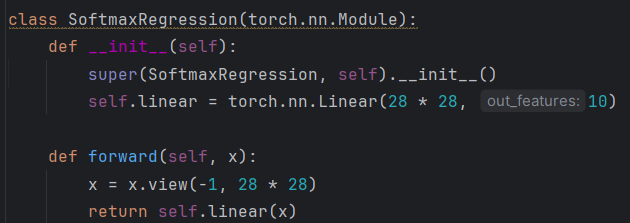 class SoftmaxRegression(torch.nn.Module):
    def __init__(self):
        super(SoftmaxRegression, self).__init__()
        self.linear = torch.nn.Linear(28 * 28, out_features: 10)
    def forward(self, x):
        x = x.view(-1, 28 * 28)
        return self.linear(x)